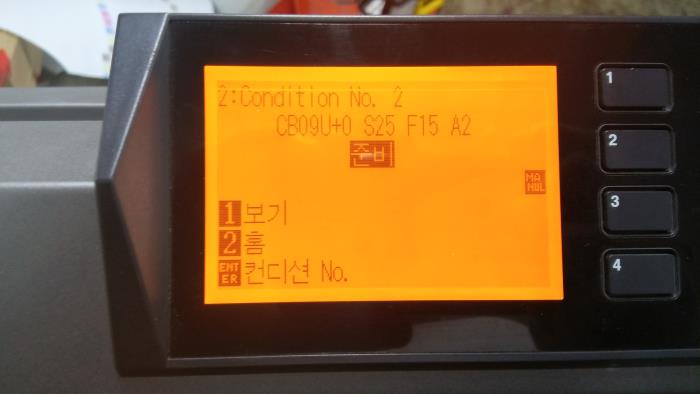 2:Condition No. 2
CB09U+0 S25 F15 A2
준비
MA
NUL
1 보기
2 홈
ENT
ER 컨디션 No.
1
2
3
4